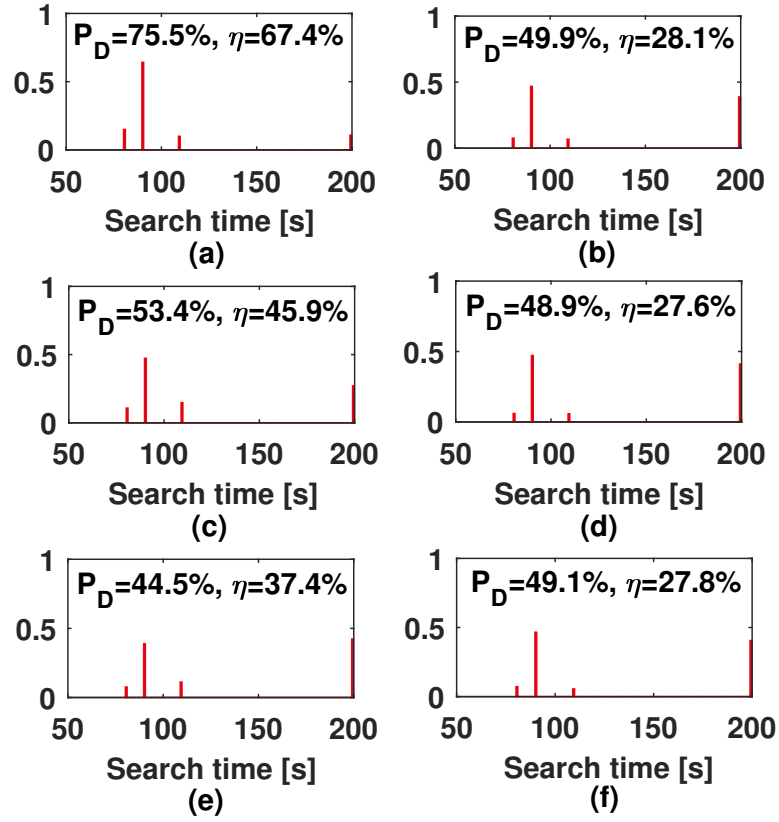 1
P_D=75.5%, η=67.4%
0.5
0
50 100 150 200
Search time [s]
(a)
1
P_D=49.9%, η=28.1%
0.5
0
50 100 150 200
Search time [s]
(b)
1
P_D=53.4%, η=45.9%
0.5
0
50 100 150 200
Search time [s]
(c)
1
P_D=48.9%, η=27.6%
0.5
0
50 100 150 200
Search time [s]
(d)
1
P_D=44.5%, η=37.4%
0.5
0
50 100 150 200
Search time [s]
(e)
1
P_D=49.1%, η=27.8%
0.5
0
50 100 150 200
Search time [s]
(f)